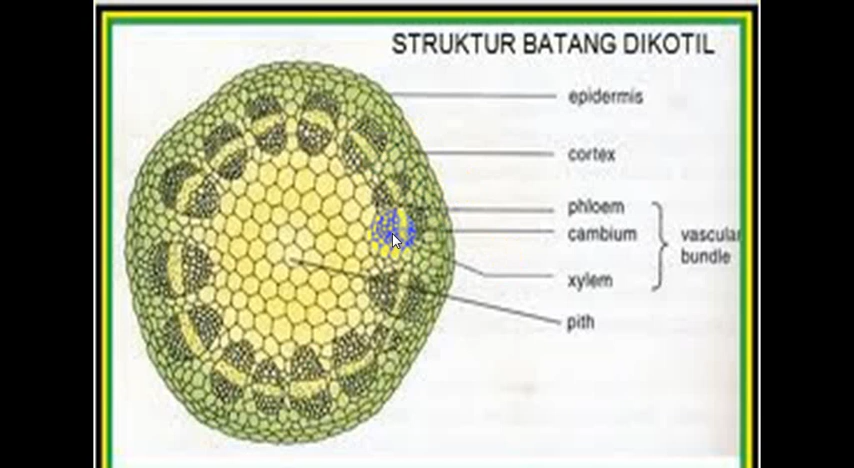 STRUKTUR BATANG DIKOTIL
epidermis
cortex
phloem
cambium
vascular
bundle
xylem
pith